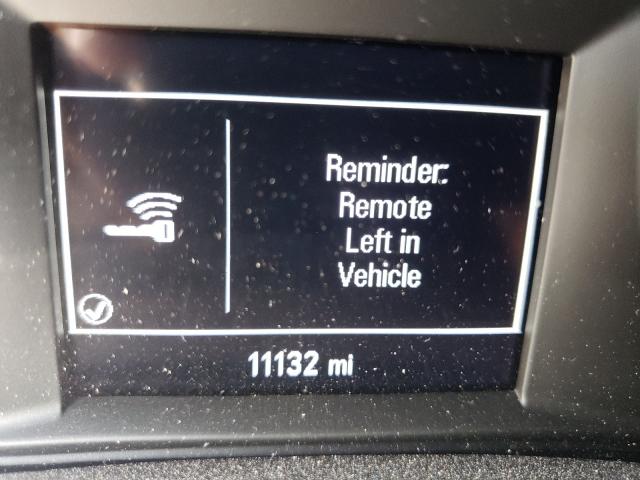 Reminder:
Remote
Left in
Vehicle
11132 mi